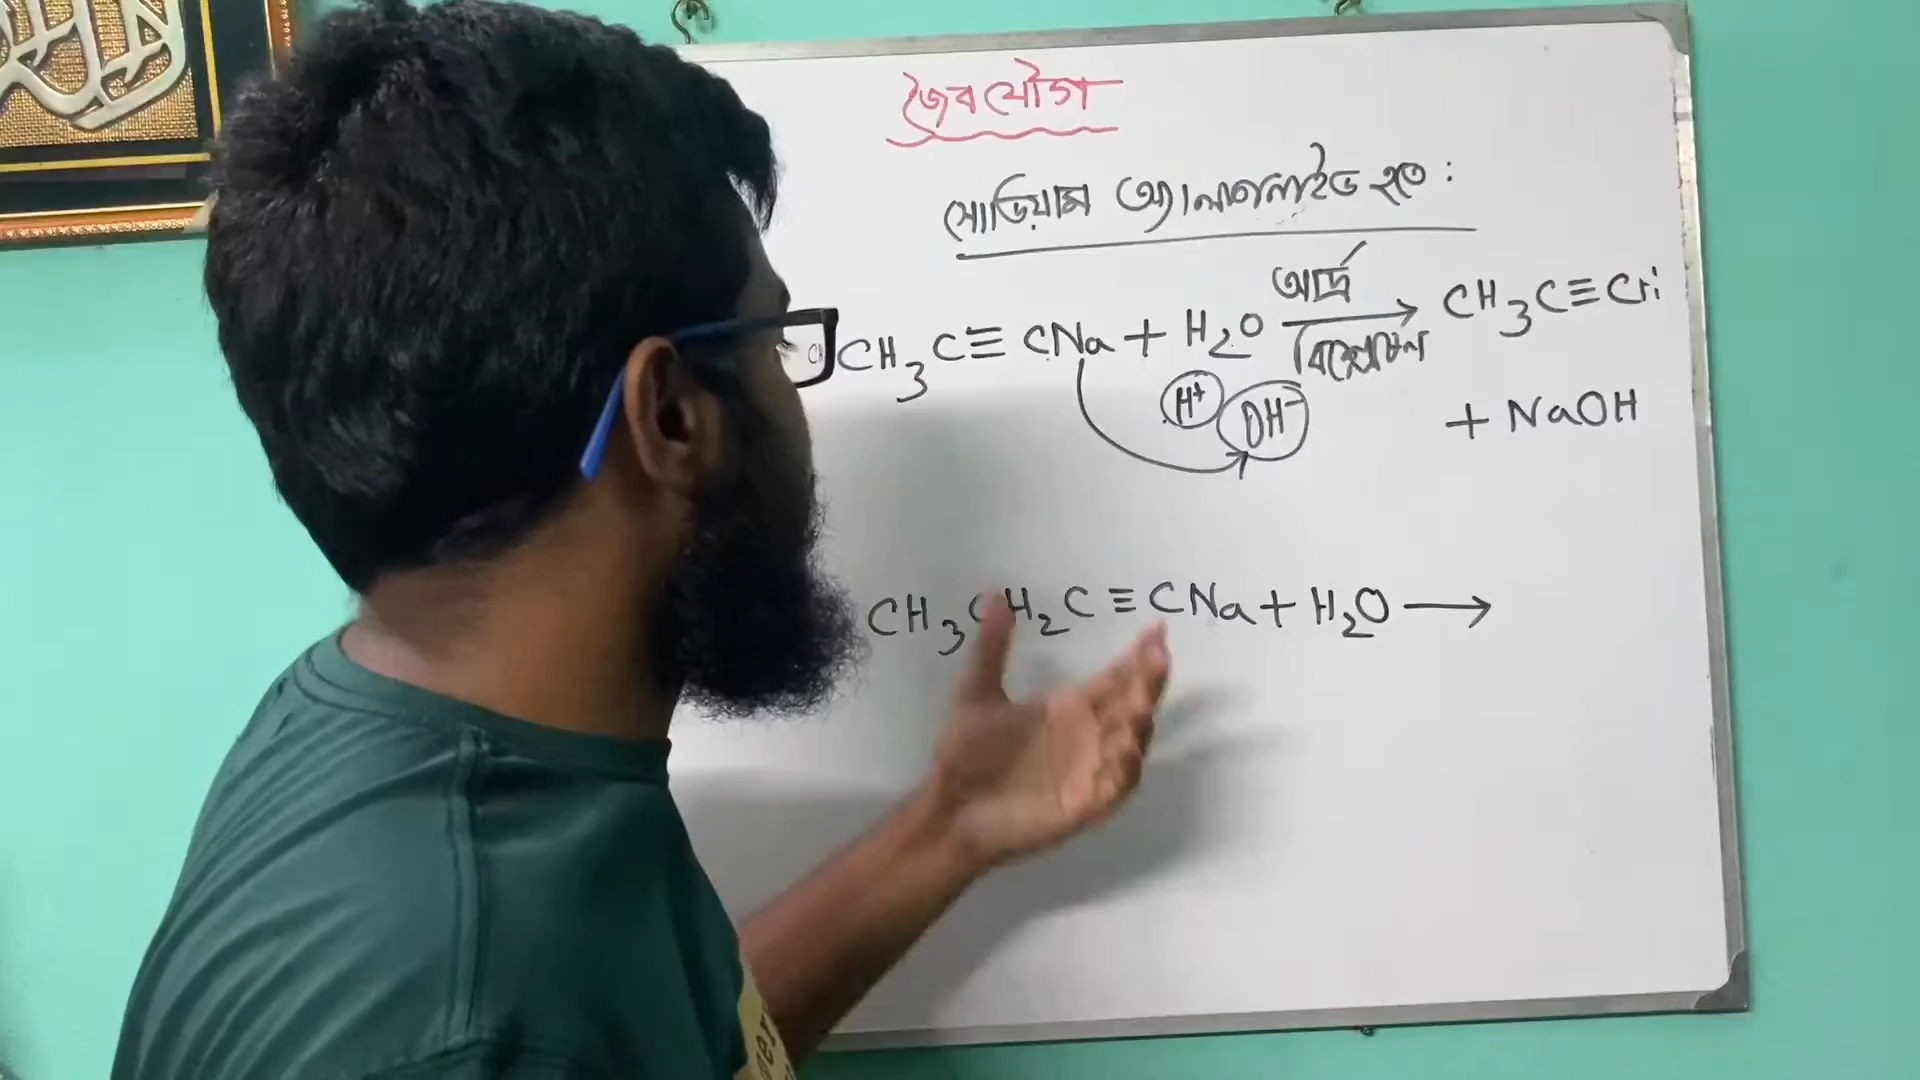 জৈব যৌগ
সোডিয়াম অ্যালকালাইড হতে :
CH3C≡CNa + H2O আর্দ্র বিশ্লেষণ → CH3C≡CH
H+ OH- + NaOH
CH3CH2C≡CNa + H2O →